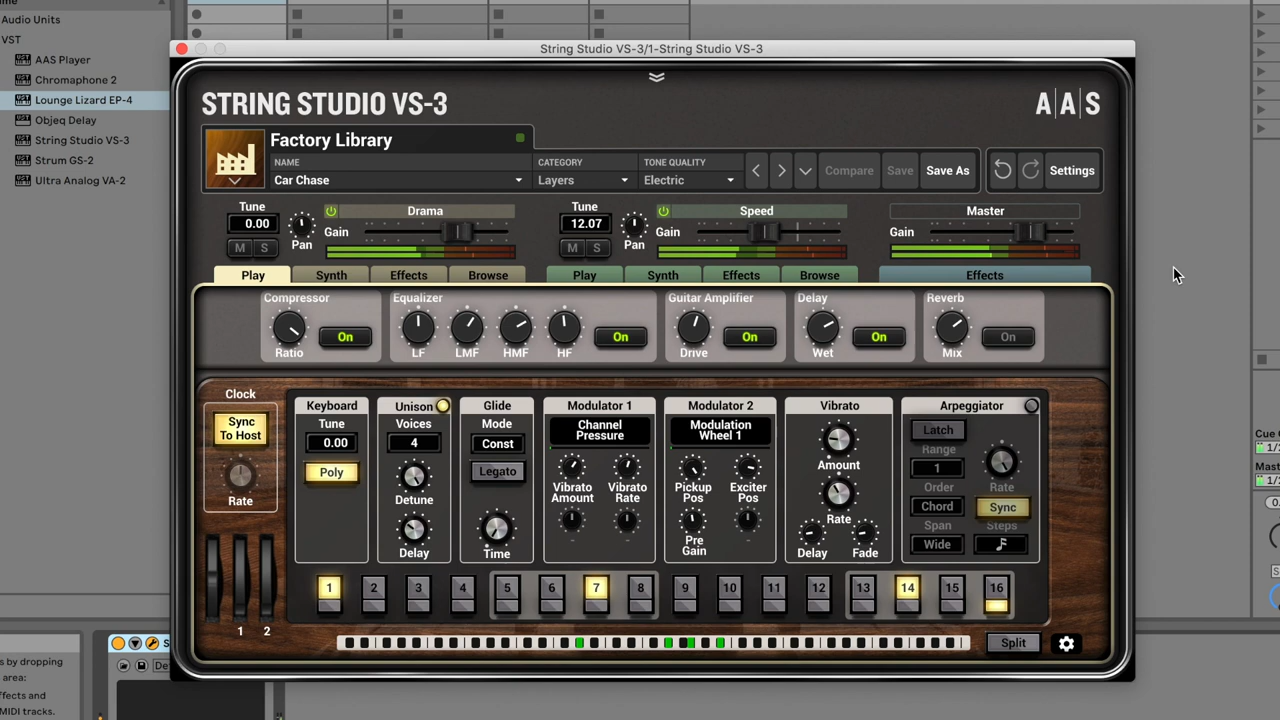 ame
Audio Units
VST
AAS Player
Chromaphone 2
Lounge Lizard EP-4
Objeq Delay
String Studio VS-3
Strum GS-2
Ultra Analog VA-2
String Studio VS-3/1-String Studio VS-3
STRING STUDIO VS-3
A|A|S
Factory Library
NAME CATEGORY TONE QUALITY
Car Chase Layers Electric Compare Save Save As Settings
Tune Drama Tune Speed Master
0.00 Gain 12.07 Gain Gain
M S Pan M S Pan
Play Synth Effects Browse Play Synth Effects Browse Effects
Compressor Equalizer Guitar Amplifier Delay Reverb
On On On On On
Ratio LF LMF HMF HF Drive Wet Mix
Clock
Sync
To Host
Rate
1 2
Keyboard
Tune
0.00
Poly
Unison
Voices
4
Detune
Delay
Glide
Mode
Const
Legato
Time
Modulator 1
Channel
Pressure
Vibrato
Amount
Vibrato
Rate
- -
Modulator 2
Modulation
Wheel 1
Pickup
Pos
Exciter
Pos
Pre
Gain
-
Vibrato
Amount
Rate
Delay Fade
Arpeggiator
Latch
Range
1
Rate
Order
Chord Sync
Span Steps
Wide
1 2 3 4 5 6 7 8 9 10 11 12 13 14 15 16
Split
Cue
1/
Mast
1/
S
s by dropping
area:
ffects and
MIDI tracks.
S
De